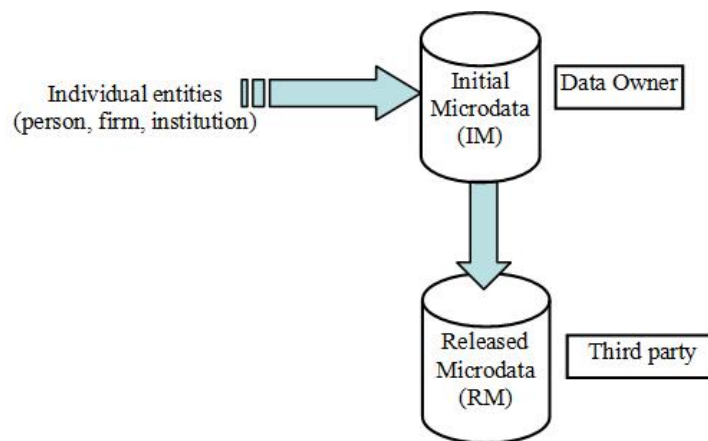 Individual entities
(person, firm, institution)
Initial
Microdata
(IM)
Data Owner
Released
Microdata
(RM)
Third party